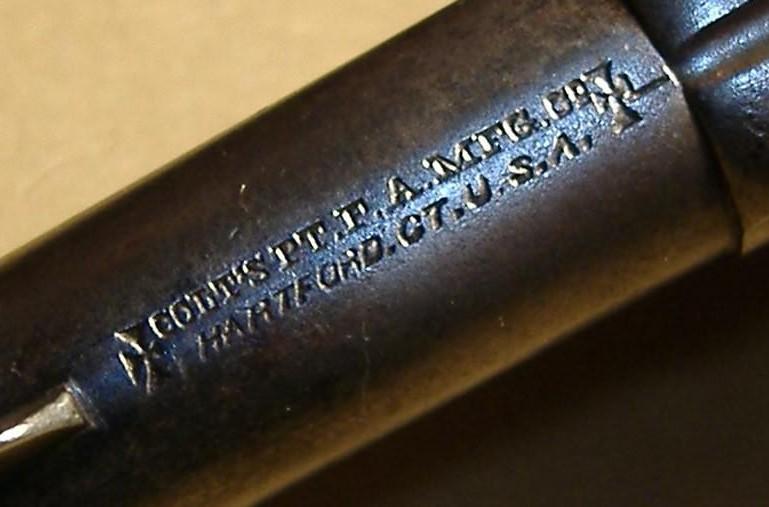 COLT'S PT. F. A. MFG. CO.
HARTFORD. CT. U.S.A.